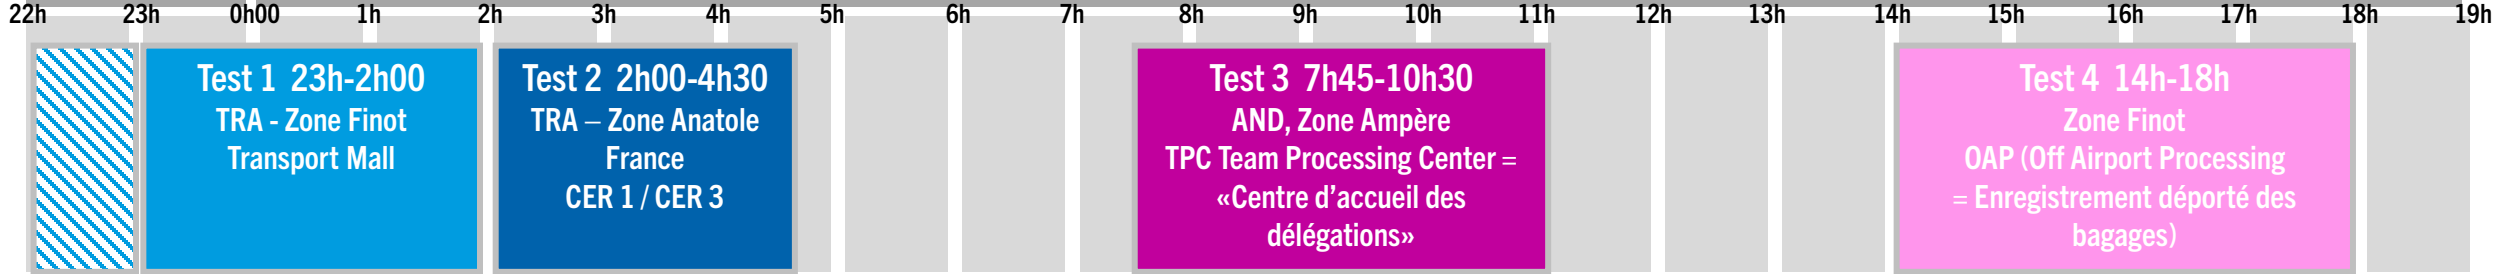 22h 23h 0h00 1h 2h 3h 4h 5h 6h 7h 8h 9h 10h 11h 12h 13h 14h 15h 16h 17h 18h 19h
Test 1 23h-2h00
TRA - Zone Finot
Transport Mall
Test 2 2h00-4h30
TRA – Zone Anatole
France
CER 1 / CER 3
Test 3 7h45-10h30
AND, Zone Ampère
TPC Team Processing Center =
«Centre d’accueil des
délégations»
Test 4 14h-18h
Zone Finot
OAP (Off Airport Processing
= Enregistrement déporté des
bagages)